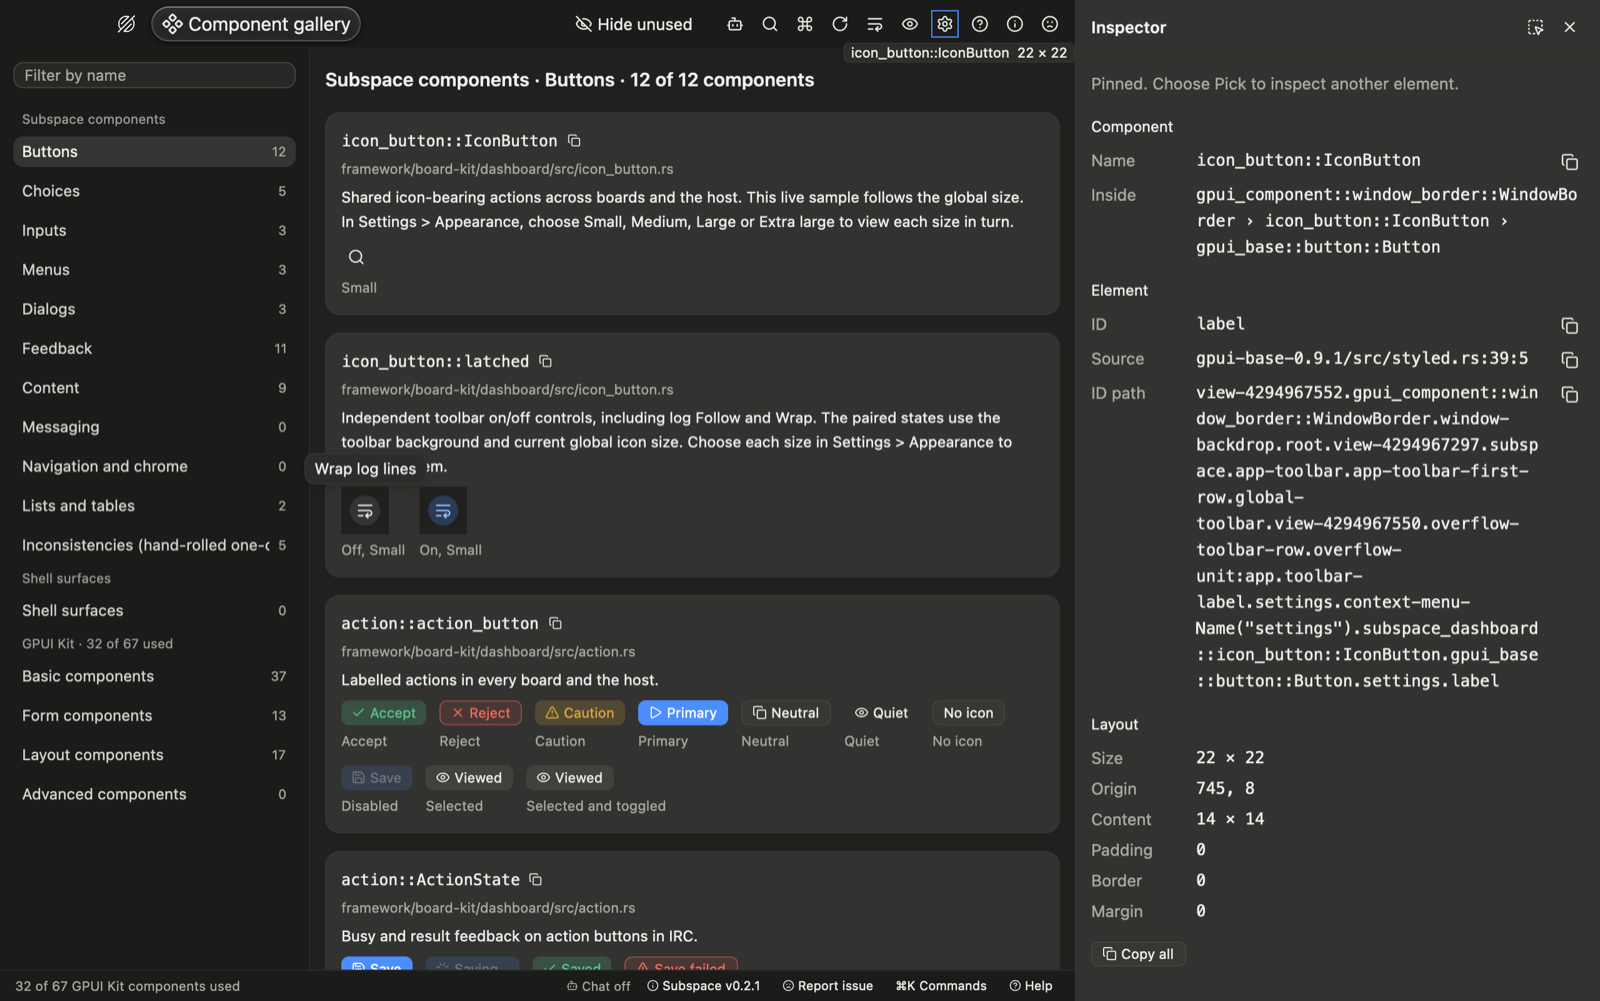 Component gallery
Hide unused
icon_button::IconButton 22 × 22
Filter by name
Subspace components
Buttons 12
Choices 5
Inputs 3
Menus 3
Dialogs 3
Feedback 11
Content 9
Messaging 0
Navigation and chrome 0
Lists and tables 2
Inconsistencies (hand-rolled one-o 5
Shell surfaces
Shell surfaces 0
GPUI Kit · 32 of 67 used
Basic components 37
Form components 13
Layout components 17
Advanced components 0
Subspace components · Buttons · 12 of 12 components
icon_button::IconButton
framework/board-kit/dashboard/src/icon_button.rs
Shared icon-bearing actions across boards and the host. This live sample follows the global size.
In Settings > Appearance, choose Small, Medium, Large or Extra large to view each size in turn.
Small
icon_button::latched
framework/board-kit/dashboard/src/icon_button.rs
Independent toolbar on/off controls, including log Follow and Wrap. The paired states use the
toolbar background and current global icon size. Choose each size in Settings > Appearance to
em.
Wrap log lines
Off, Small On, Small
action::action_button
framework/board-kit/dashboard/src/action.rs
Labelled actions in every board and the host.
Accept Reject Caution Primary Neutral Quiet No icon
Accept Reject Caution Primary Neutral Quiet No icon
Save Viewed Viewed
Disabled Selected Selected and toggled
action::ActionState
framework/board-kit/dashboard/src/action.rs
Busy and result feedback on action buttons in IRC.
Save Saving Saved Save failed
Inspector
Pinned. Choose Pick to inspect another element.
Component
Name icon_button::IconButton
Inside gpui_component::window_border::WindowBo
rder › icon_button::IconButton ›
gpui_base::button::Button
Element
ID label
Source gpui-base-0.9.1/src/styled.rs:39:5
ID path view-4294967552.gpui_component::win
dow_border::WindowBorder.window-
backdrop.root.view-4294967297.subsp
ace.app-toolbar.app-toolbar-first-
row.global-
toolbar.view-4294967550.overflow-
toolbar-row.overflow-
unit:app.toolbar-
label.settings.context-menu-
Name("settings").subspace_dashboard
::icon_button::IconButton.gpui_base
::button::Button.settings.label
Layout
Size 22 × 22
Origin 745, 8
Content 14 × 14
Padding 0
Border 0
Margin 0
Copy all
32 of 67 GPUI Kit components used
Chat off
Subspace v0.2.1
Report issue
⌘K Commands
Help